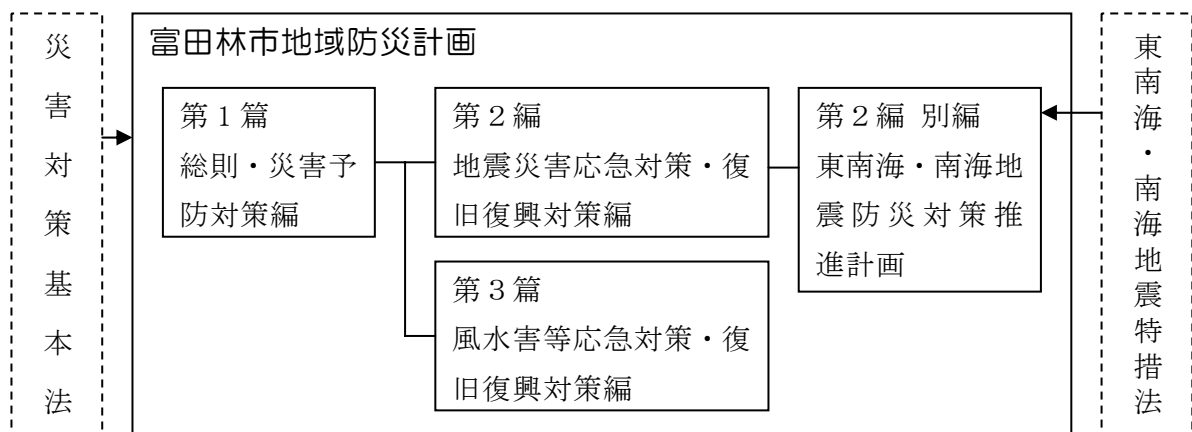 災害対策基本法
富田林市地域防災計画
第１篇
総則・災害予
防対策編
第２編
地震災害応急対策・復
旧復興対策編
第２編 別編
東南海・南海地
震防災対策推
進計画
第３篇
風水害等応急対策・復
旧復興対策編
東南海・南海地震特措法